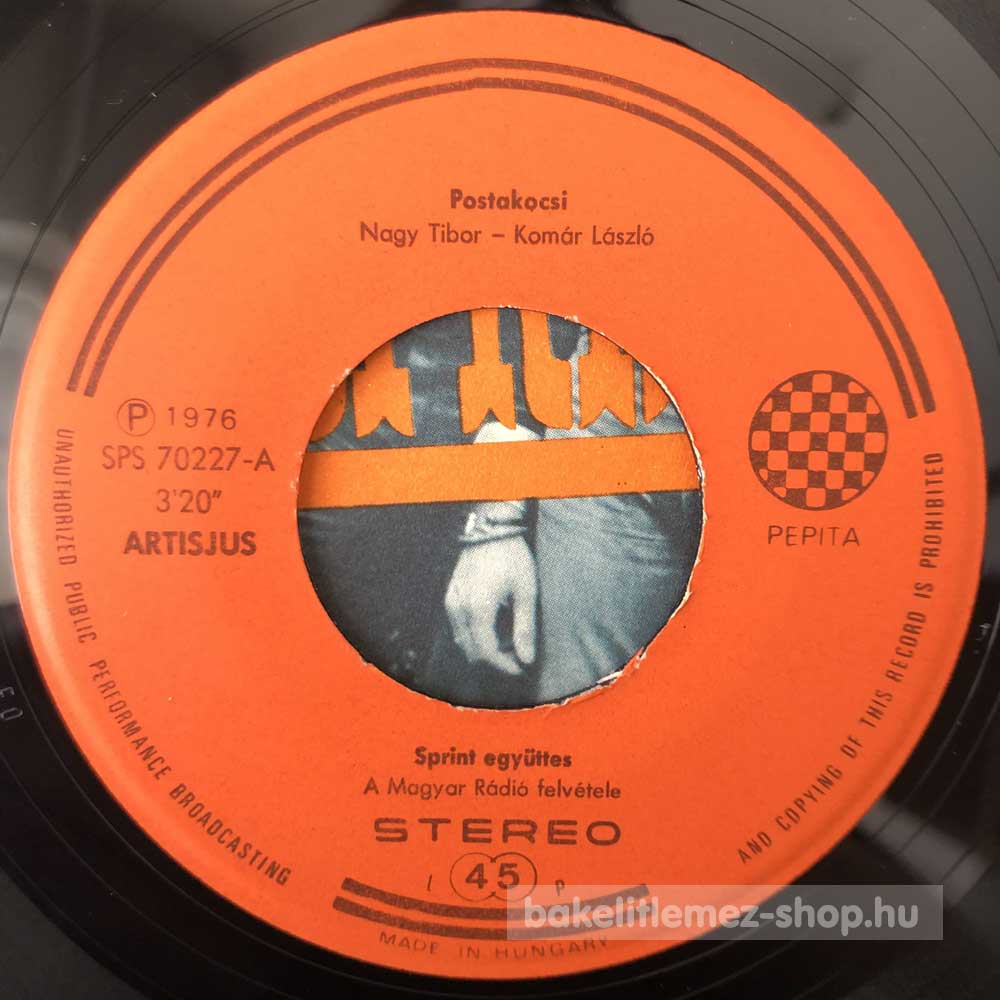 Postakocsi
Nagy Tibor – Komár László
Ⓟ 1976
SPS 70227-A
3'20"
ARTISJUS
PEPITA
UNAUTHORIZED PUBLIC PERFORMANCE BROADCASTING
AND COPYING OF THIS RECORD IS PROHIBITED
Sprint együttes
A Magyar Rádió felvétele
STEREO
45
MADE IN HUNGARY
bakelitlemez-shop.hu